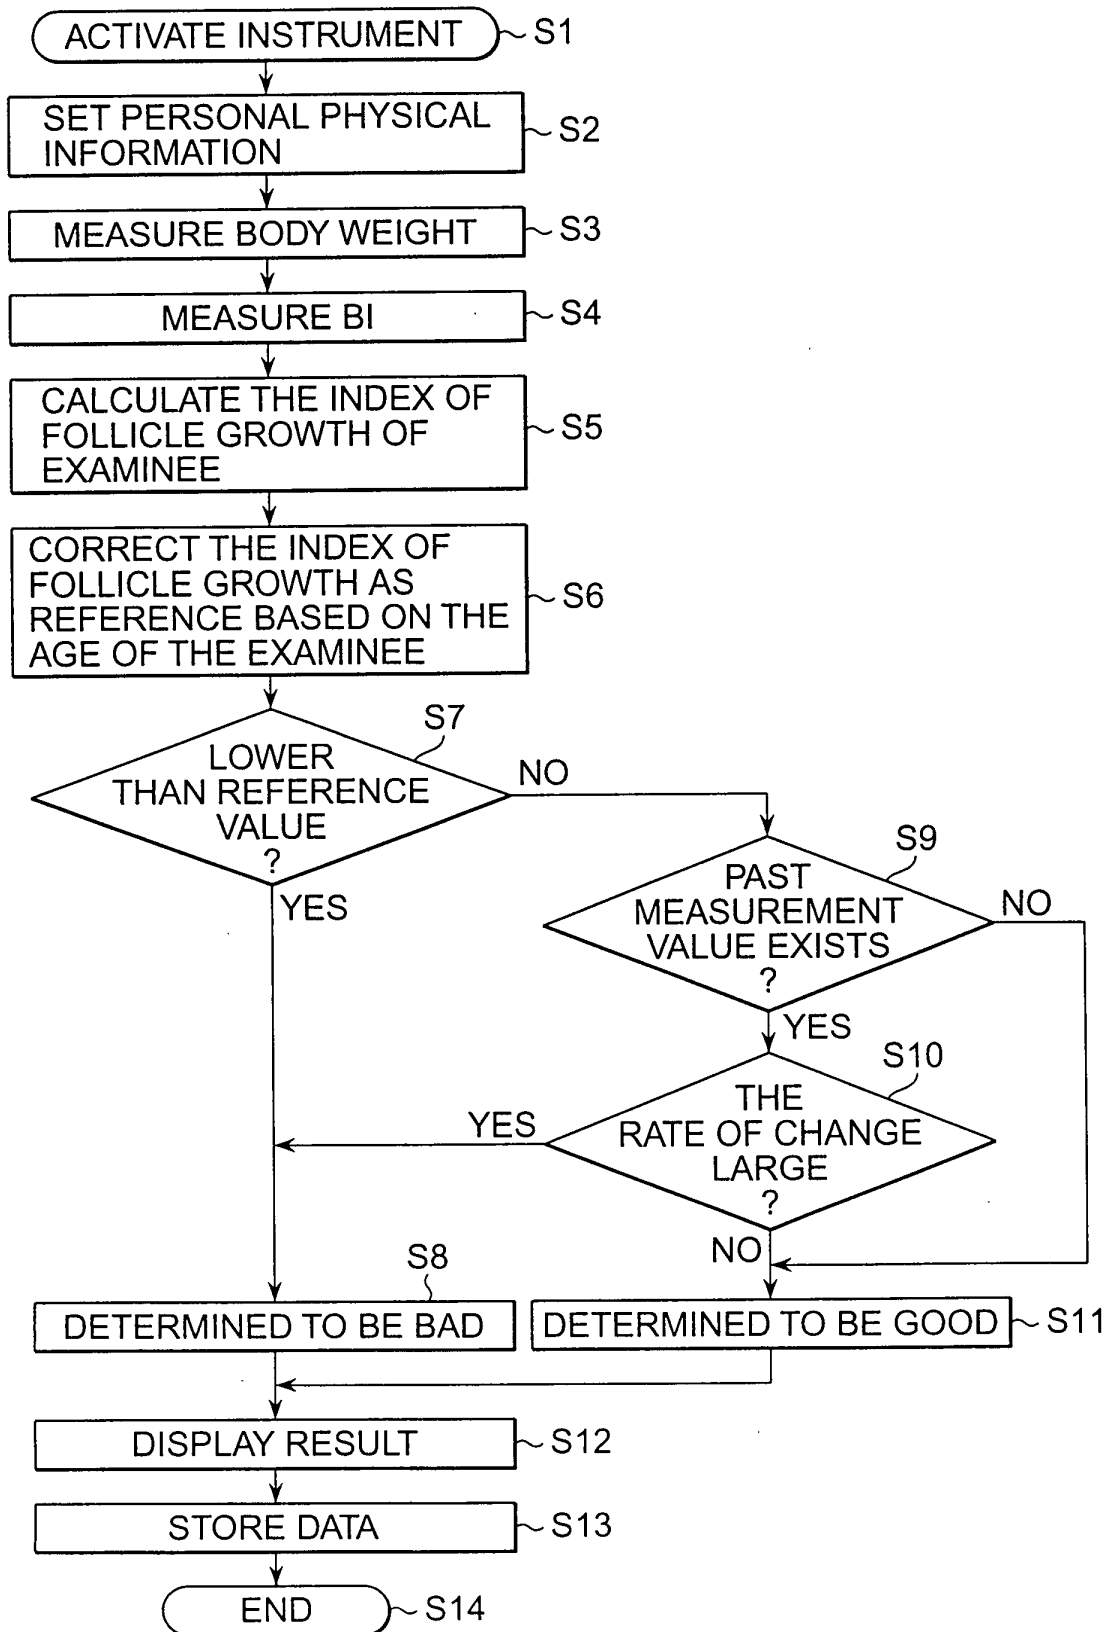 ACTIVATE INSTRUMENT
S1
SET PERSONAL PHYSICAL
INFORMATION
S2
MEASURE BODY WEIGHT
S3
MEASURE BI
S4
CALCULATE THE INDEX OF
FOLLICLE GROWTH OF
EXAMINEE
S5
CORRECT THE INDEX OF
FOLLICLE GROWTH AS
REFERENCE BASED ON THE
AGE OF THE EXAMINEE
S6
S7
LOWER
THAN REFERENCE
VALUE
?
NO
YES
S9
PAST
MEASUREMENT
VALUE EXISTS
?
NO
YES
S10
THE
RATE OF CHANGE
LARGE
?
YES
NO
S8
DETERMINED TO BE BAD
DETERMINED TO BE GOOD
S11
DISPLAY RESULT
S12
STORE DATA
S13
END
S14